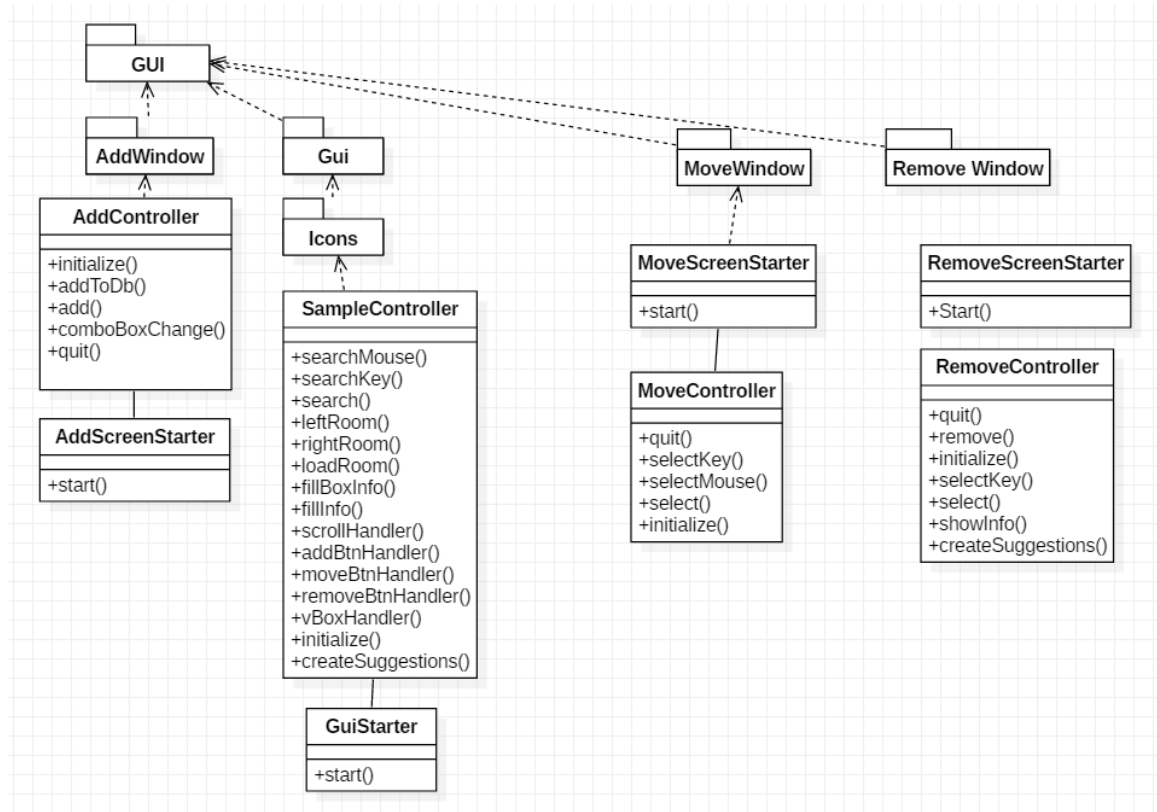 GUI
AddWindow
Gui
MoveWindow
Remove Window
AddController
+initialize()
+addToDb()
+add()
+comboBoxChange()
+quit()
AddScreenStarter
+start()
Icons
SampleController
+searchMouse()
+searchKey()
+search()
+leftRoom()
+rightRoom()
+loadRoom()
+fillBoxInfo()
+fillInfo()
+scrollHandler()
+addBtnHandler()
+moveBtnHandler()
+removeBtnHandler()
+vBoxHandler()
+initialize()
+createSuggestions()
GuiStarter
+start()
MoveScreenStarter
+start()
MoveController
+quit()
+selectKey()
+selectMouse()
+select()
+initialize()
RemoveScreenStarter
+Start()
RemoveController
+quit()
+remove()
+initialize()
+selectKey()
+select()
+showInfo()
+createSuggestions()